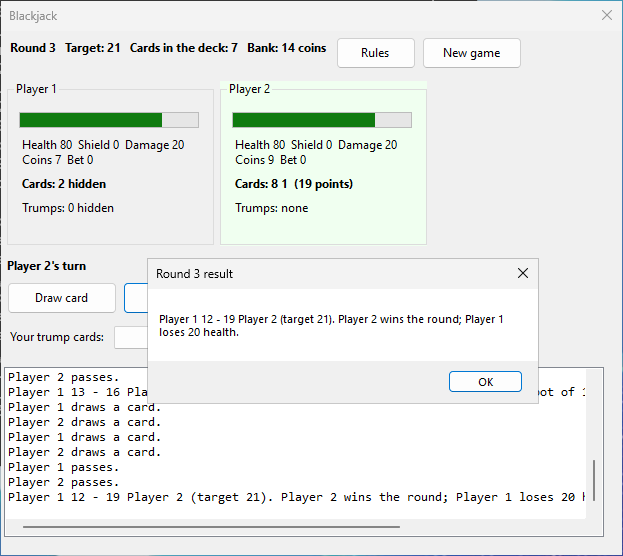 Blackjack
Round 3 Target: 21 Cards in the deck: 7 Bank: 14 coins Rules New game
Player 1
Health 80 Shield 0 Damage 20
Coins 7 Bet 0
Cards: 2 hidden
Trumps: 0 hidden
Player 2
Health 80 Shield 0 Damage 20
Coins 9 Bet 0
Cards: 8 1 (19 points)
Trumps: none
Player 2's turn
Draw card
Your trump cards:
Round 3 result
Player 1 12 - 19 Player 2 (target 21). Player 2 wins the round; Player 1
loses 20 health.
OK
Player 2 passes.
Player 1 13 - 16 Pla oot of 1
Player 1 draws a card.
Player 2 draws a card.
Player 1 draws a card.
Player 2 draws a card.
Player 1 passes.
Player 2 passes.
Player 1 12 - 19 Player 2 (target 21). Player 2 wins the round; Player 1 loses 20 h